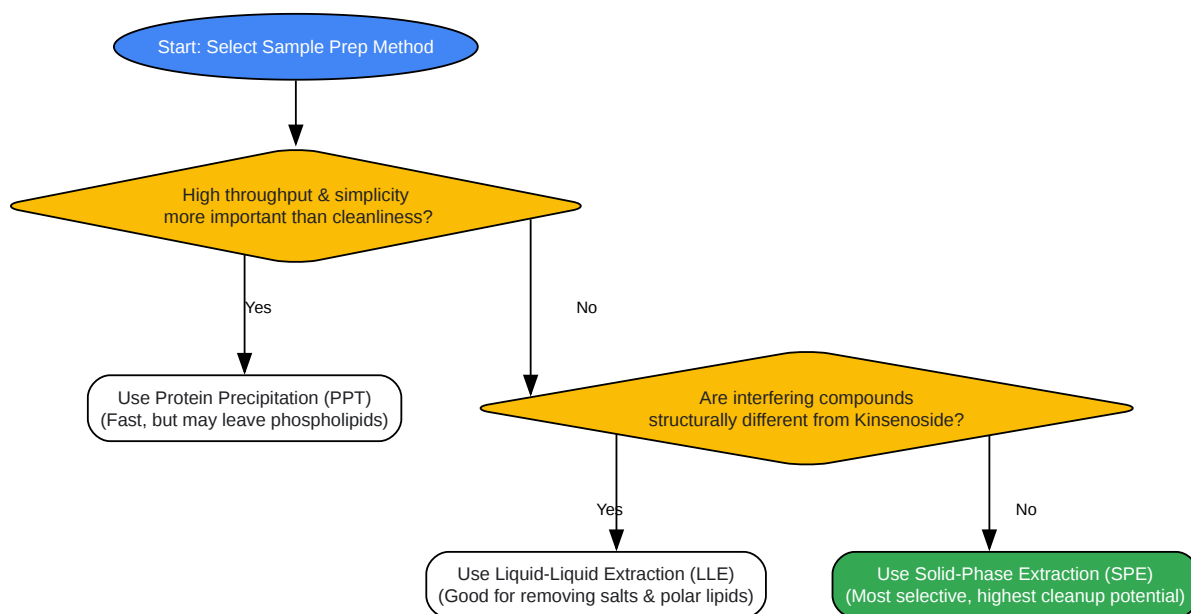 Start: Select Sample Prep Method
High throughput & simplicity
more important than cleanliness?
Yes
No
Use Protein Precipitation (PPT)
(Fast, but may leave phospholipids)
Are interfering compounds
structurally different from Kinsenoside?
Yes
No
Use Liquid-Liquid Extraction (LLE)
(Good for removing salts & polar lipids)
Use Solid-Phase Extraction (SPE)
(Most selective, highest cleanup potential)